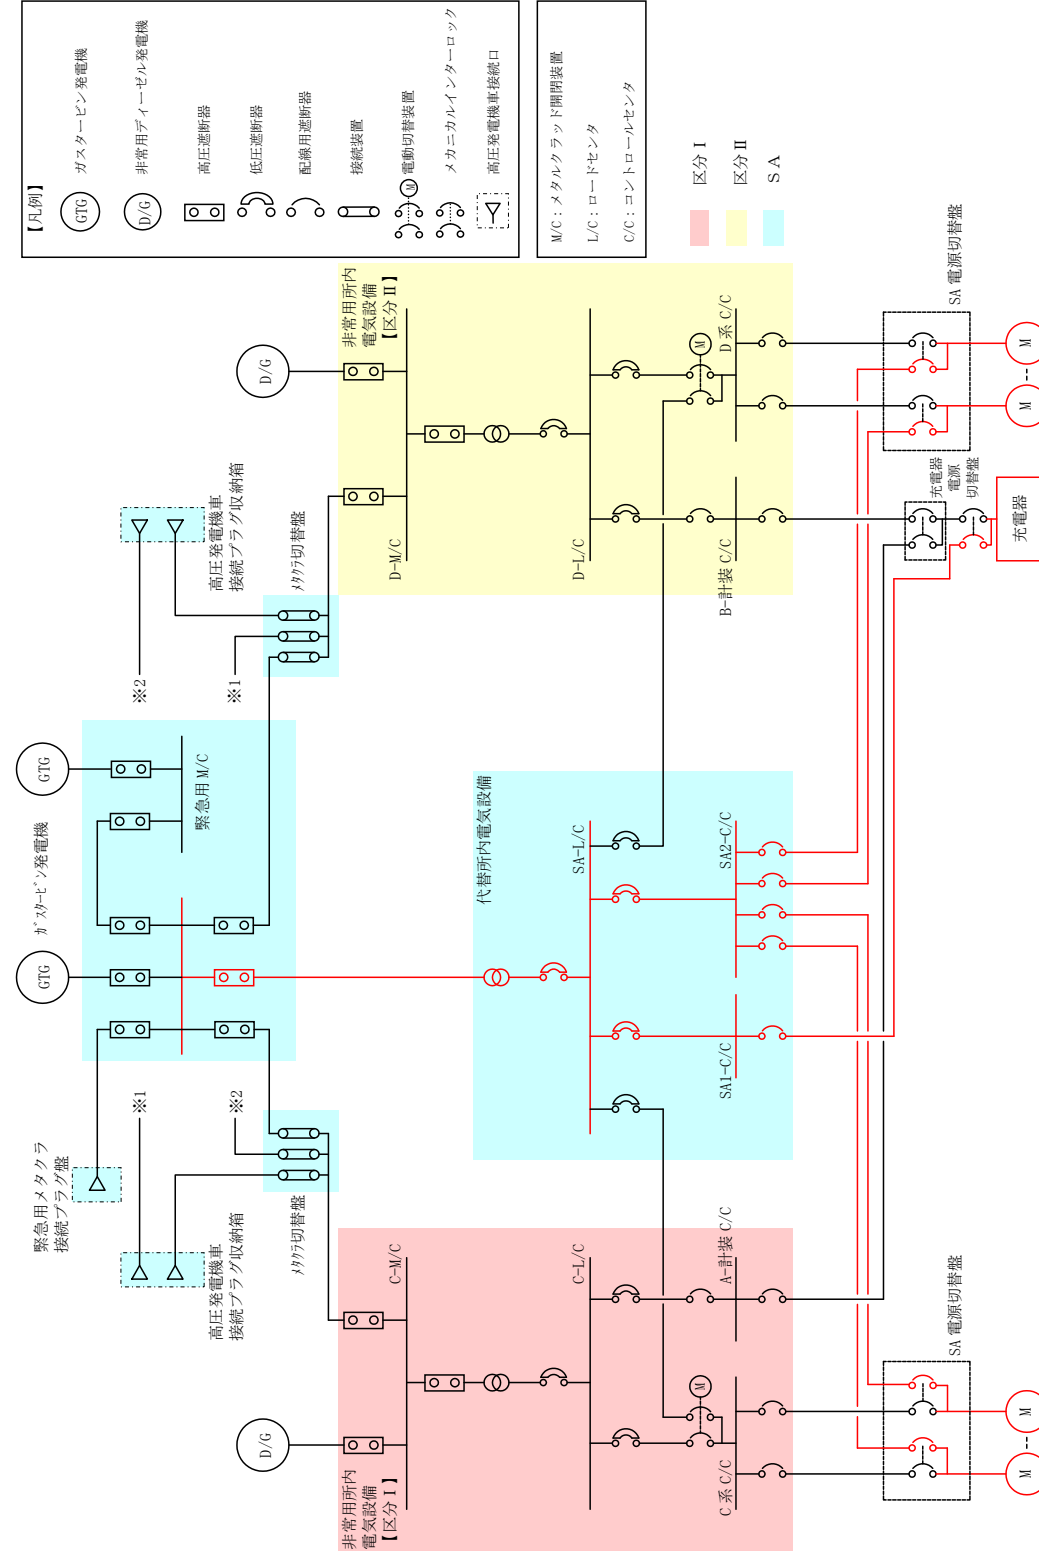 【凡例】
GTG
ガスタービン発電機
D/G
非常用ディーゼル発電機
高圧遮断器
低圧遮断器
配線用遮断器
接続装置
M
電動切替装置
メカニカルインターロック
高圧発電機車接続口
M/C：メタルクラッド開閉装置
L/C：ロードセンタ
C/C：コントロールセンタ
区分Ⅰ
区分Ⅱ
ＳＡ
緊急用メタクラ
接続プラグ盤
GTG
ｶﾞｽﾀｰﾋﾞﾝ発電機
GTG
緊急用 M/C
高圧発電機車
接続プラグ収納箱
※1
※2
ﾒﾀｸﾗ切替盤
高圧発電機車
接続プラグ収納箱
※2
※1
ﾒﾀｸﾗ切替盤
D/G
非常用所内
電気設備
【区分Ⅰ】
C-M/C
C-L/C
M
C系 C/C
A-計装 C/C
代替所内電気設備
SA-L/C
SA1-C/C
SA2-C/C
D/G
非常用所内
電気設備
【区分Ⅱ】
D-M/C
D-L/C
M
B-計装 C/C
D系 C/C
SA 電源切替盤
M
M
充電器
電源
切替盤
充電器
SA 電源切替盤
M
M